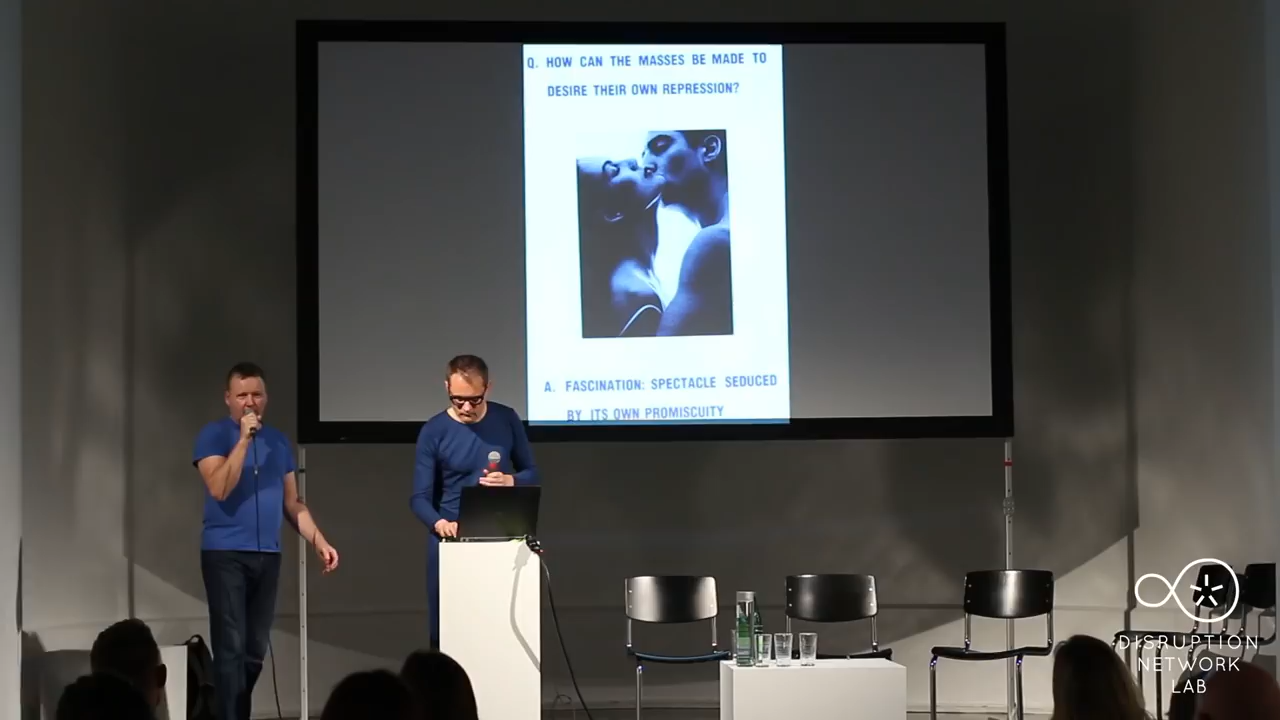 Q. HOW CAN THE MASSES BE MADE TO
DESIRE THEIR OWN REPRESSION?
A. FASCINATION: SPECTACLE SEDUCED
BY ITS OWN PROMISCUITY
DISRUPTION
NETWORK
LAB